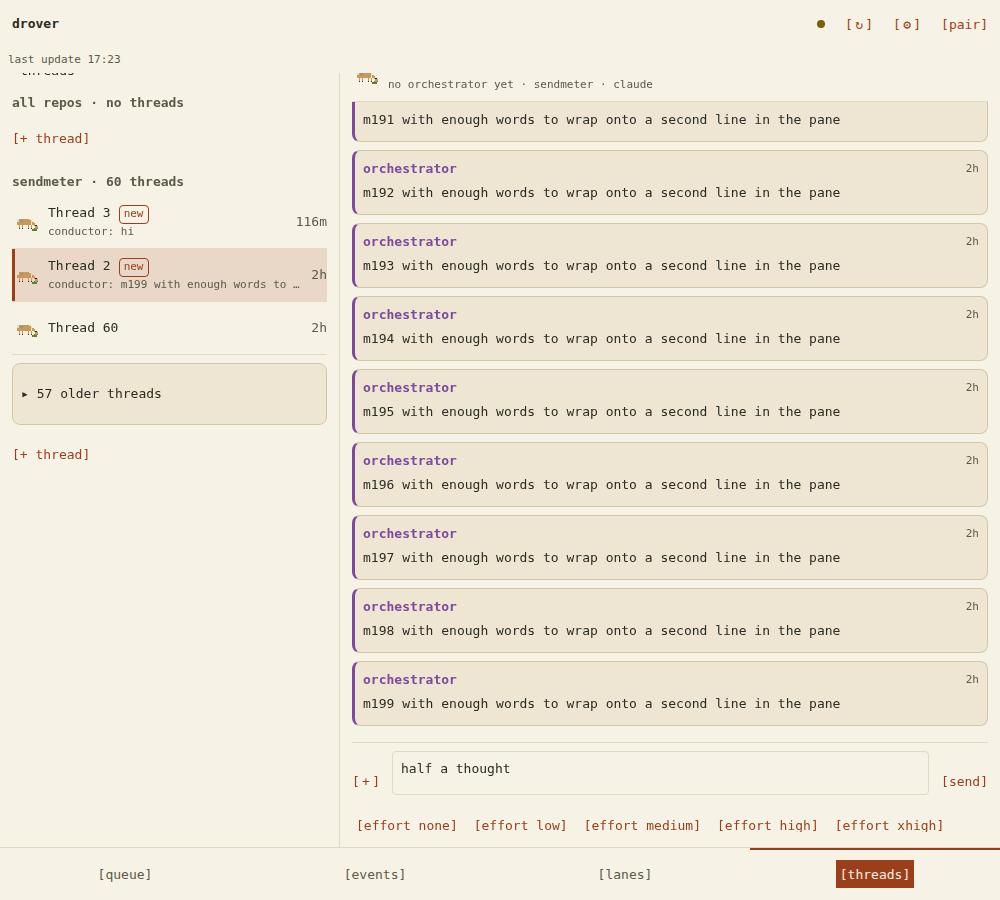 drover
[↻] [⚙] [pair]
last update 17:23
threads
all repos · no threads
[+ thread]
sendmeter · 60 threads
Thread 3 new 116m
conductor: hi
Thread 2 new 2h
conductor: m199 with enough words to …
Thread 60 2h
▸ 57 older threads
[+ thread]
no orchestrator yet · sendmeter · claude
m191 with enough words to wrap onto a second line in the pane
orchestrator 2h
m192 with enough words to wrap onto a second line in the pane
orchestrator 2h
m193 with enough words to wrap onto a second line in the pane
orchestrator 2h
m194 with enough words to wrap onto a second line in the pane
orchestrator 2h
m195 with enough words to wrap onto a second line in the pane
orchestrator 2h
m196 with enough words to wrap onto a second line in the pane
orchestrator 2h
m197 with enough words to wrap onto a second line in the pane
orchestrator 2h
m198 with enough words to wrap onto a second line in the pane
orchestrator 2h
m199 with enough words to wrap onto a second line in the pane
[+] half a thought [send]
[effort none] [effort low] [effort medium] [effort high] [effort xhigh]
[queue] [events] [lanes] [threads]